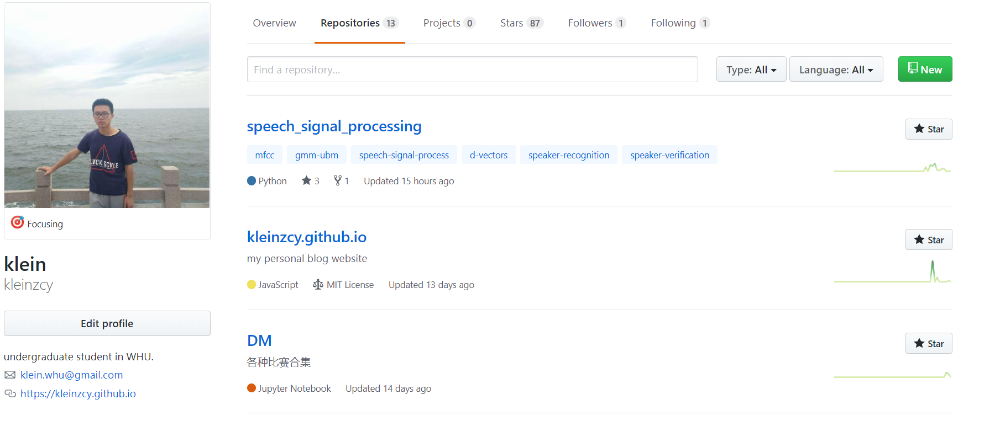 Overview Repositories 13 Projects 0 Stars 87 Followers 1 Following 1
Find a repository... Type: All Language: All New
speech_signal_processing Star
mfcc gmm-ubm speech-signal-process d-vectors speaker-recognition speaker-verification
Python 3 1 Updated 15 hours ago
kleinzcy.github.io Star
my personal blog website
JavaScript MIT License Updated 13 days ago
DM Star
各种比赛合集
Jupyter Notebook Updated 14 days ago
Focusing
klein
kleinzcy
Edit profile
undergraduate student in WHU.
klein.whu@gmail.com
https://kleinzcy.github.io